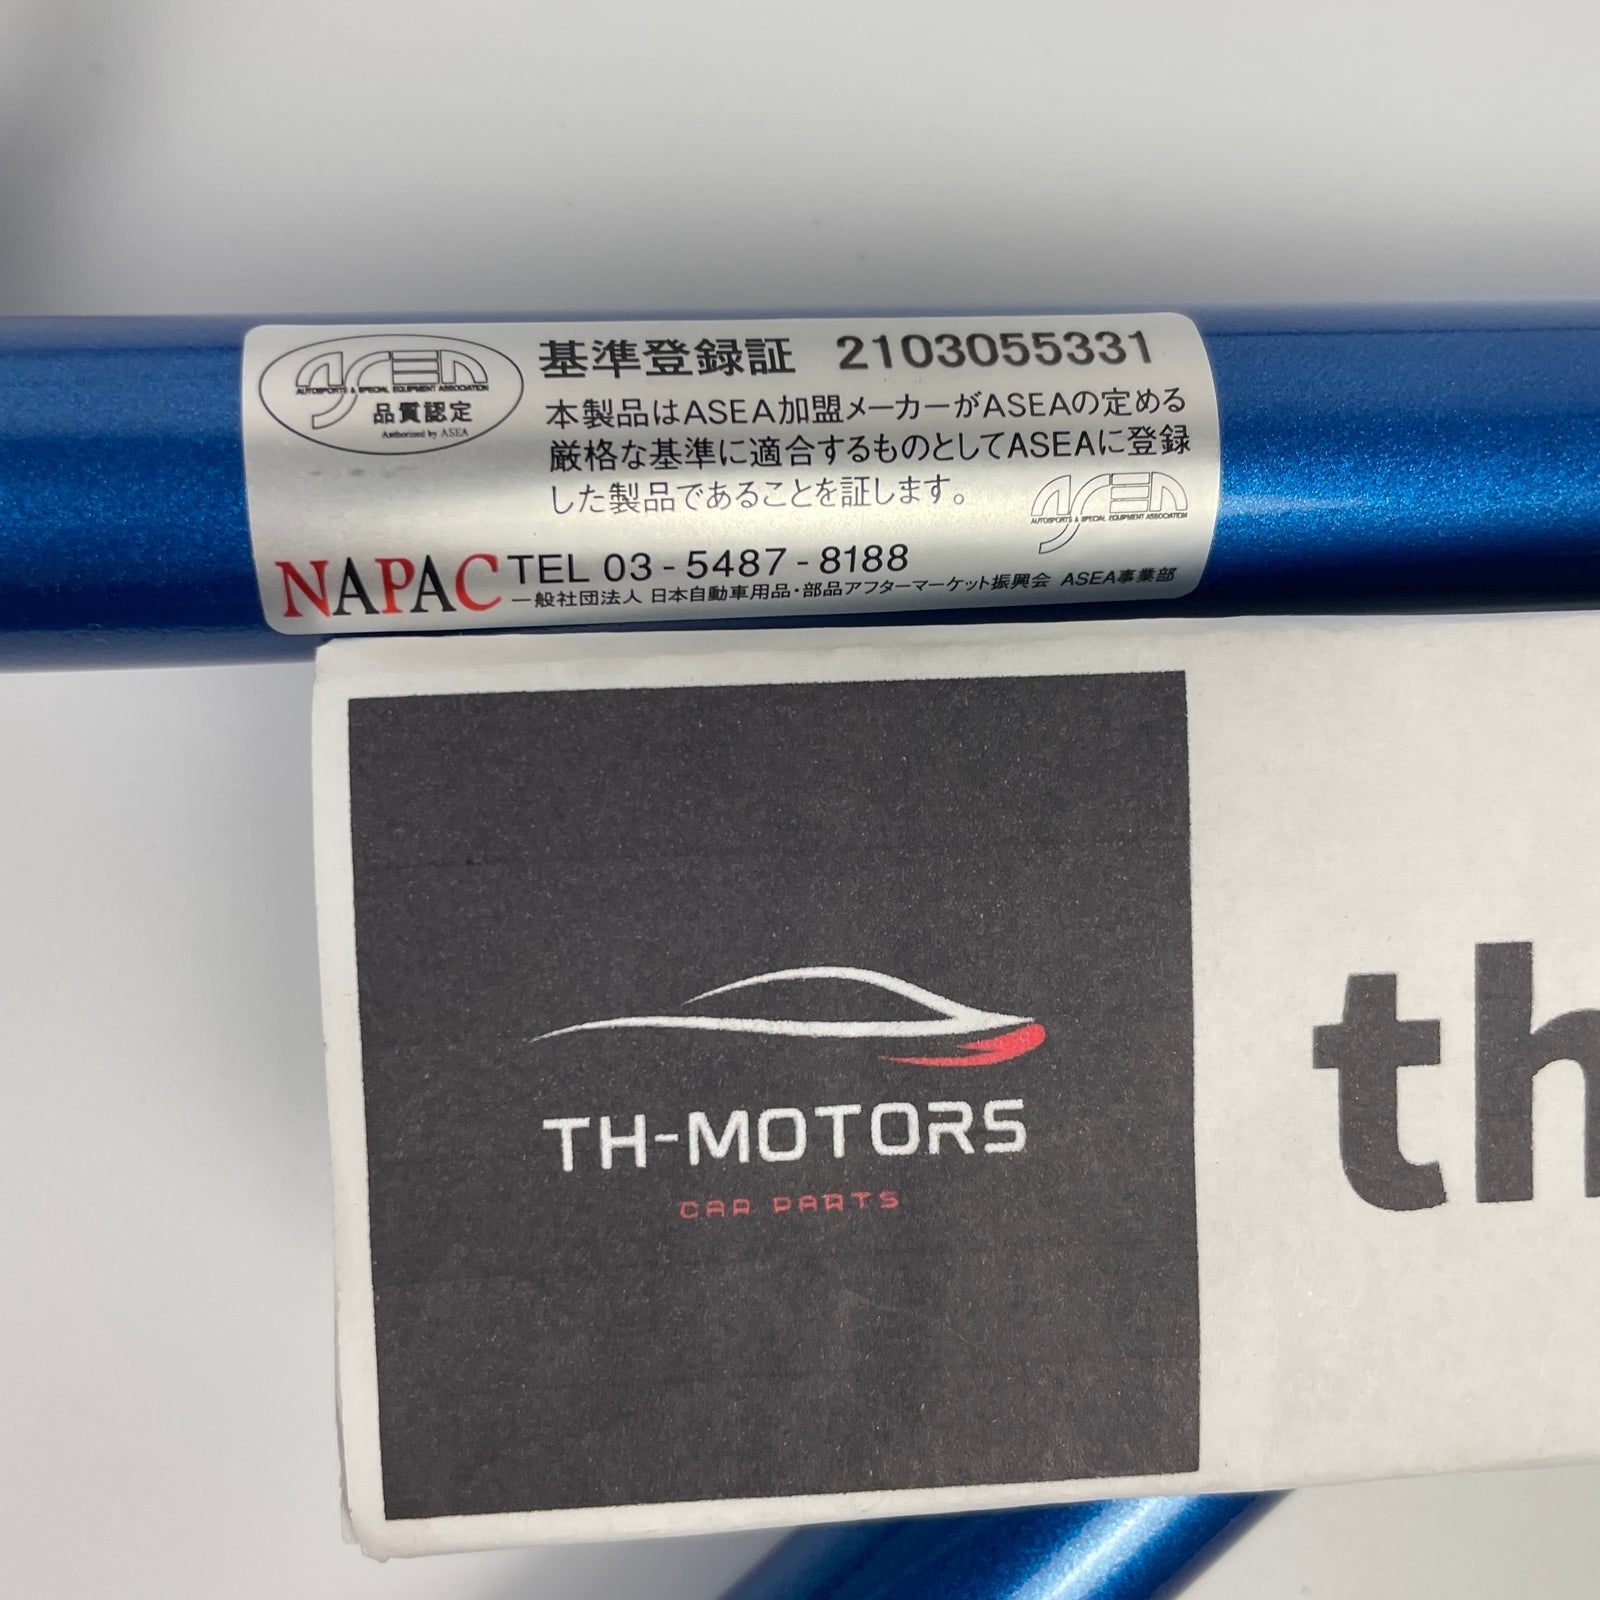 ASEA
AUTOSPORTS & SPECIAL EQUIPMENT ASSOCIATION
品質認定
Authorized by ASEA
基準登録証 2103055331
本製品はASEA加盟メーカーがASEAの定める
厳格な基準に適合するものとしてASEAに登録
した製品であることを証します。
ASEA
AUTOSPORTS & SPECIAL EQUIPMENT ASSOCIATION
NAPAC TEL 03-5487-8188
一般社団法人 日本自動車用品・部品アフターマーケット振興会 ASEA事業部
TH-MOTORS
CAR PARTS
th